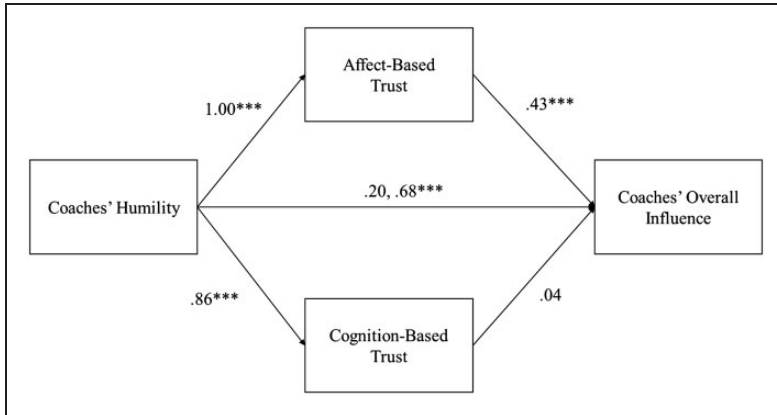 Affect-Based
Trust
1.00***
.43***
Coaches' Humility
.20, .68***
Coaches' Overall
Influence
.86***
.04
Cognition-Based
Trust